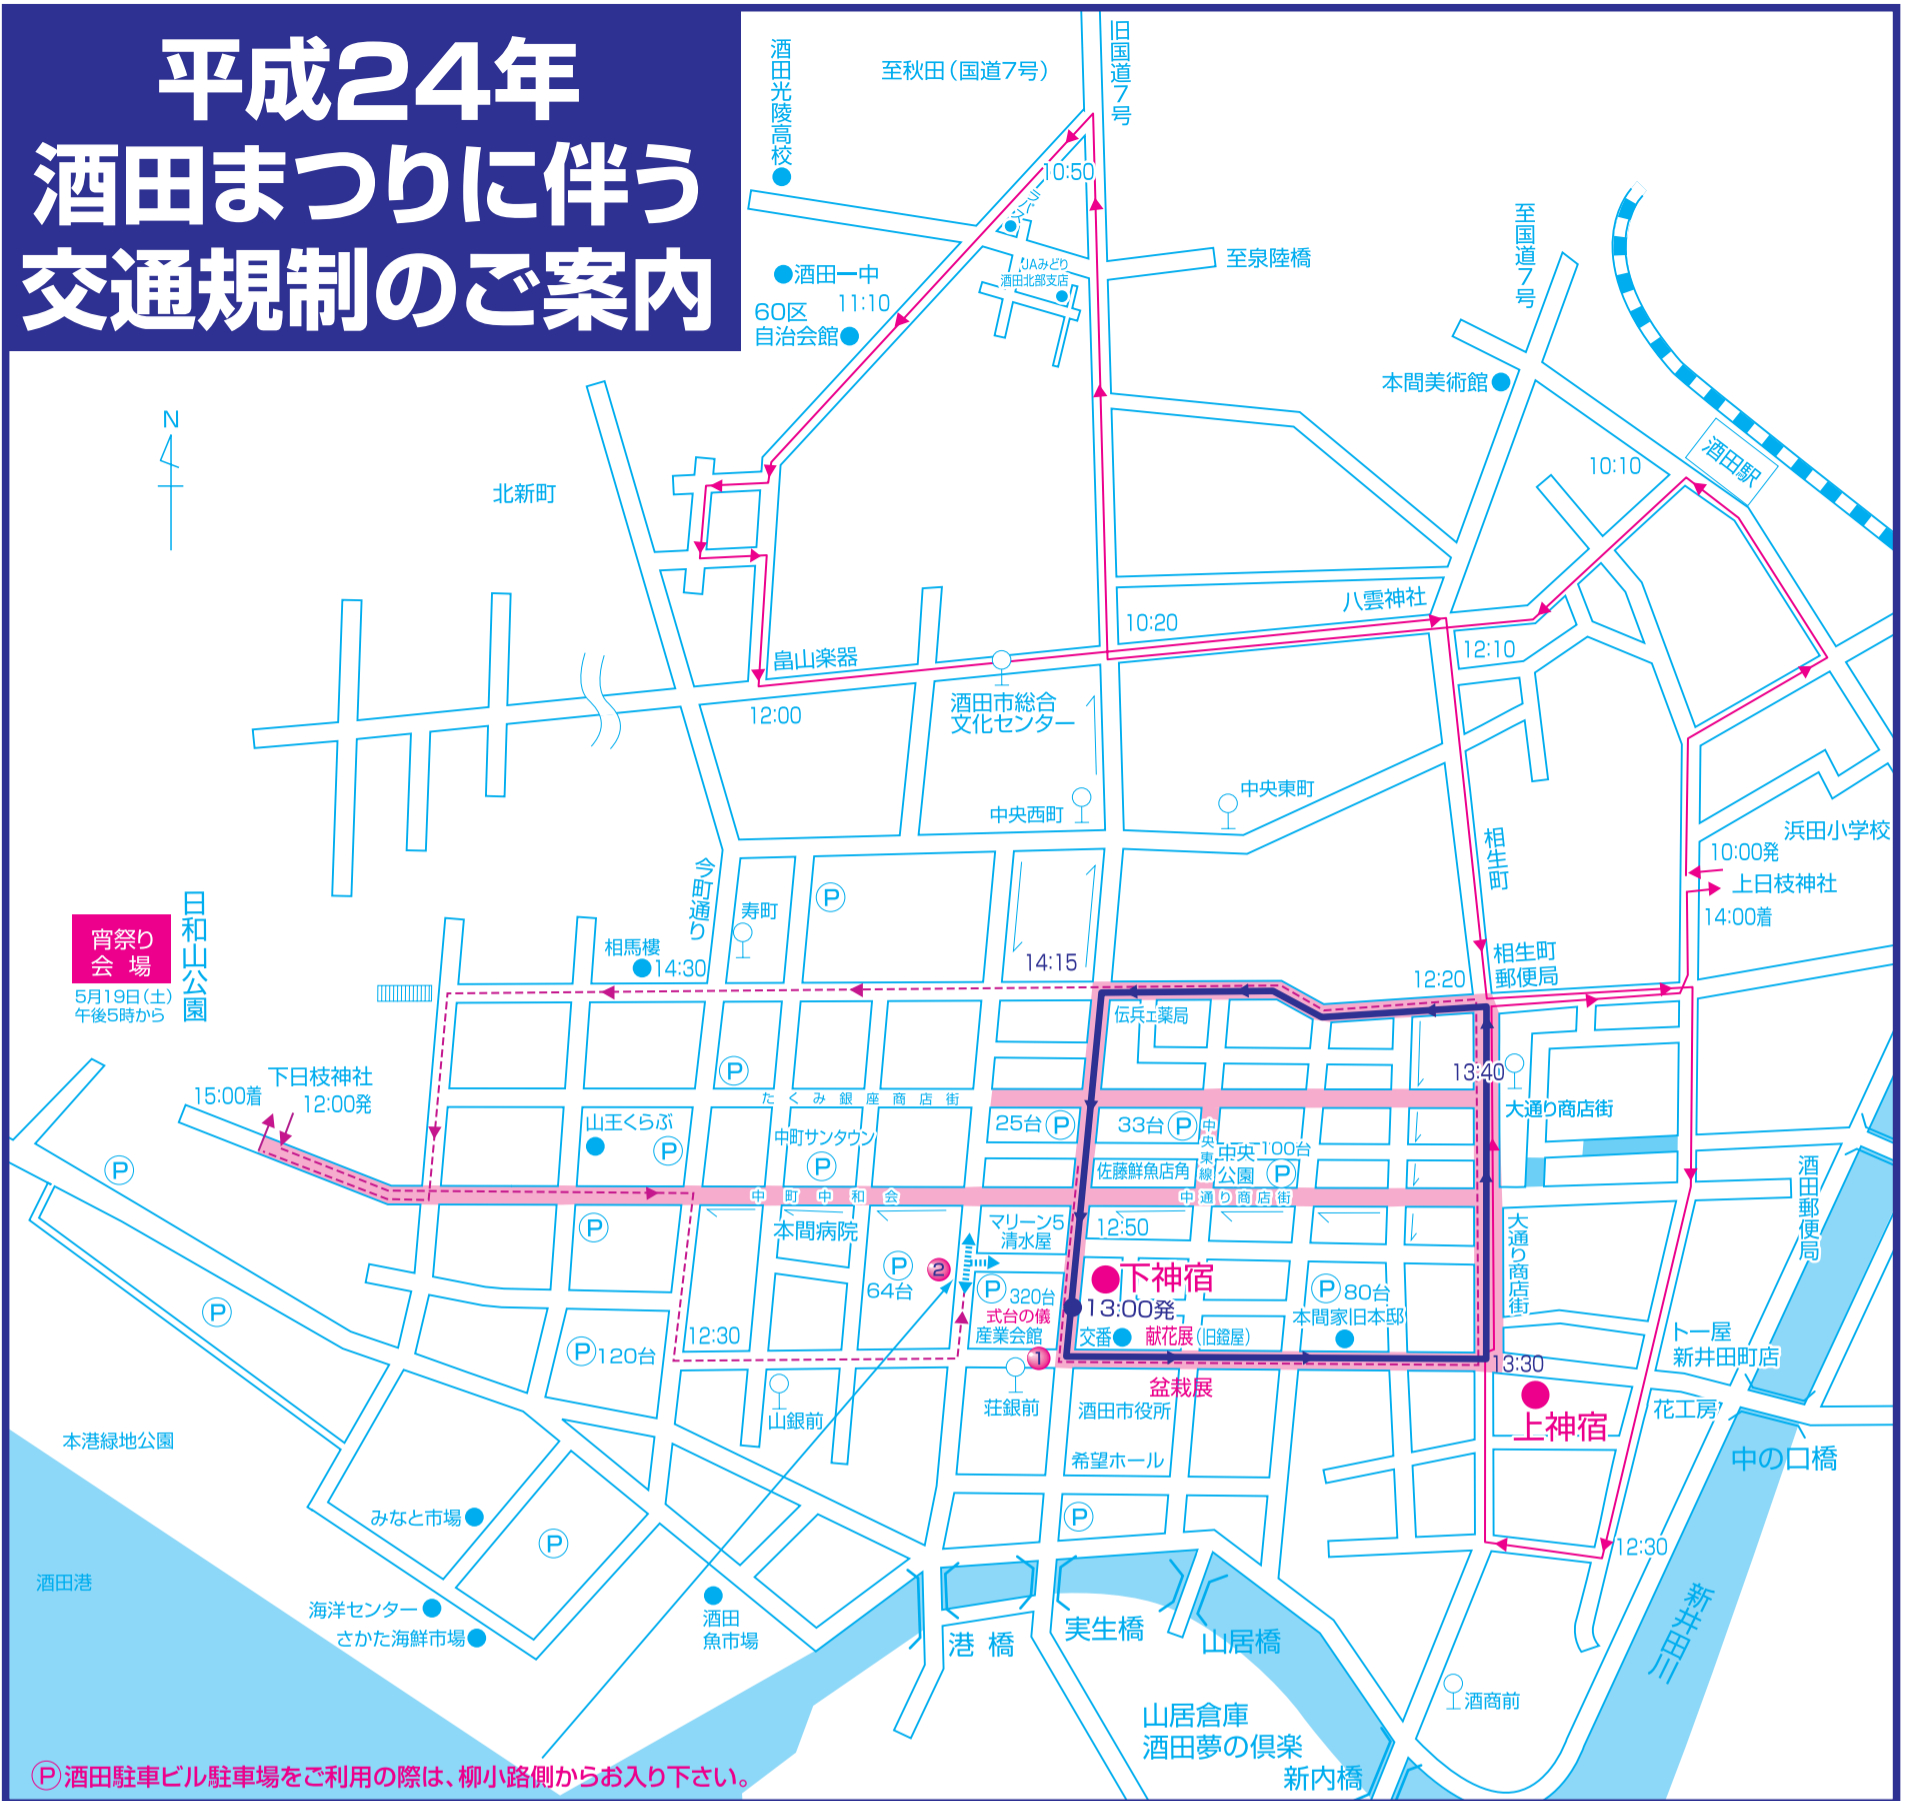 平成24年
酒田まつりに伴う
交通規制のご案内
酒田光陵高校
至秋田(国道7号)
旧国道7号
10:50
ラパス
JAみどり
酒田北部支店
至泉陸橋
酒田一中
60区
自治会館
11:10
至国道7号
本間美術館
酒田駅
10:10
N
北新町
八雲神社
10:20
12:10
畠山楽器
12:00
酒田市総合
文化センター
中央西町
中央東町
相生町
浜田小学校
10:00発
上日枝神社
14:00着
今町通り
寿町
P
相馬樓
14:30
14:15
12:20
相生町
郵便局
宵祭り
会場
5月19日(土)
午後5時から
日和山公園
伝兵ェ薬局
13:40
大通り商店街
下日枝神社
15:00着
12:00発
P
たくみ銀座商店街
25台 P
33台 P
中央東線
中央
公園
100台
P
山王くらぶ
P
中町サンタウン
P
佐藤鮮魚店角
P
中町中和会
中通り商店街
酒田郵便局
P
本間病院
マリーン5
清水屋
12:50
大通り商店街
P
64台
2
P 320台
下神宿
13:00発
P 80台
本間家旧本邸
式台の儀
産業会館
交番
献花展(旧鐙屋)
P
P 120台
12:30
1
13:30
トー屋
新井田町店
盆栽展
上神宿
花工房
山銀前
荘銀前
酒田市役所
中の口橋
本港緑地公園
希望ホール
みなと市場
P
P
12:30
酒田港
海洋センター
さかた海鮮市場
酒田
魚市場
港橋
実生橋
山居橋
新井田川
酒商前
山居倉庫
酒田夢の倶楽
新内橋
P酒田駐車ビル駐車場をご利用の際は、柳小路側からお入り下さい。